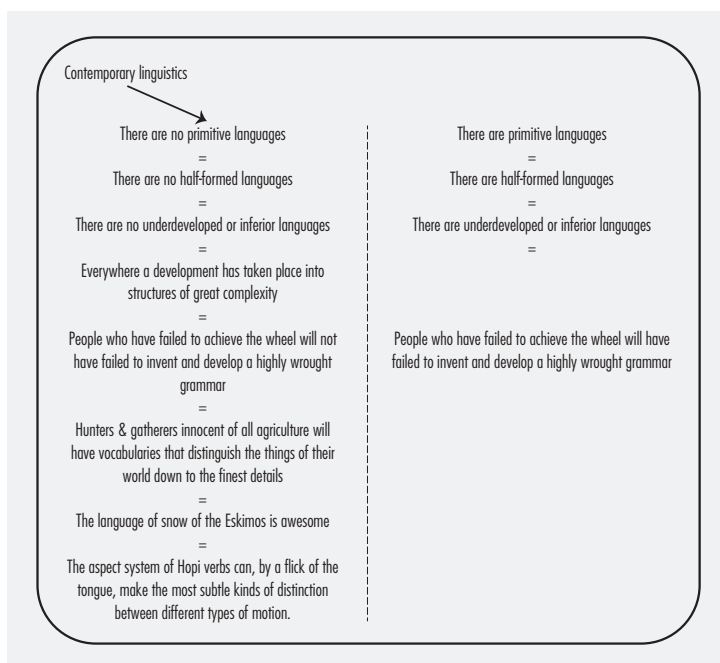 Contemporary linguistics
There are no primitive languages
=
There are no half-formed languages
=
There are no underdeveloped or inferior languages
=
Everywhere a development has taken place into
structures of great complexity
=
People who have failed to achieve the wheel will not
have failed to invent and develop a highly wrought
grammar
=
Hunters & gatherers innocent of all agriculture will
have vocabularies that distinguish the things of their
world down to the finest details
=
The language of snow of the Eskimos is awesome
=
The aspect system of Hopi verbs can, by a flick of the
tongue, make the most subtle kinds of distinction
between different types of motion.
There are primitive languages
=
There are half-formed languages
=
There are underdeveloped or inferior languages
=
People who have failed to achieve the wheel will have
failed to invent and develop a highly wrought grammar